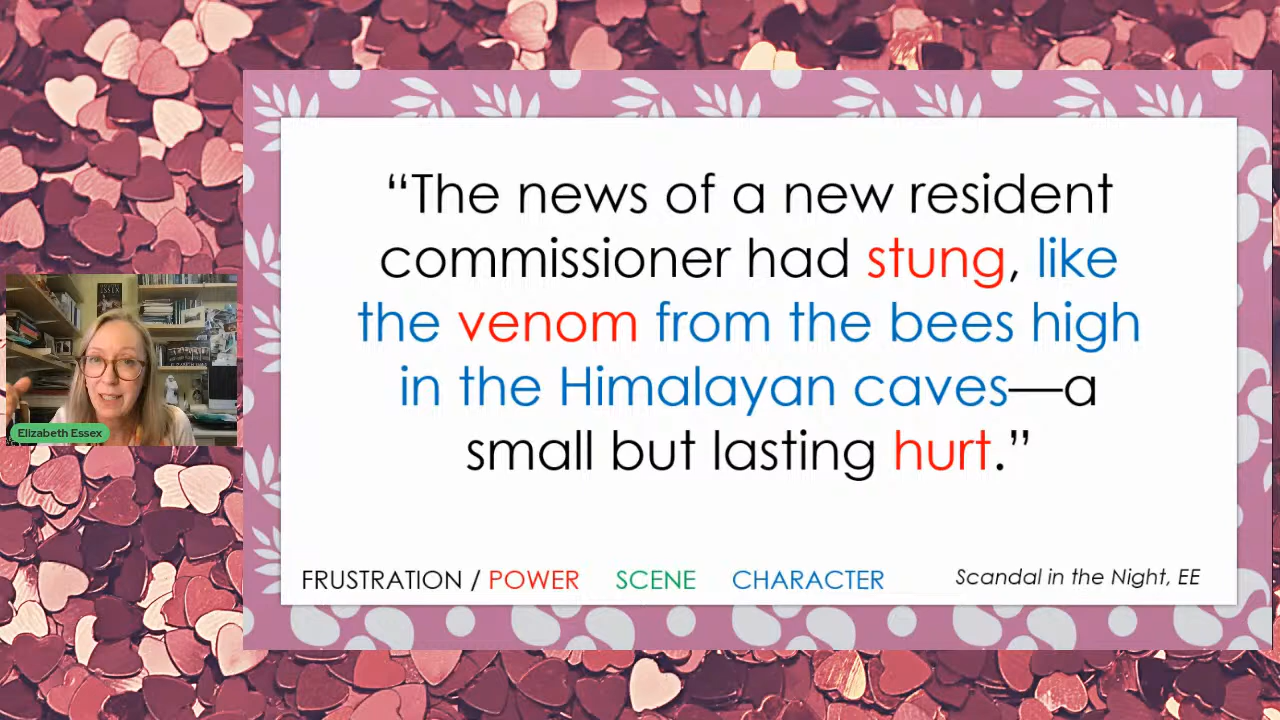 “The news of a new resident
commissioner had stung, like
the venom from the bees high
in the Himalayan caves—a
small but lasting hurt.”
FRUSTRATION / POWER SCENE CHARACTER
Scandal in the Night, EE
Elizabeth Essex